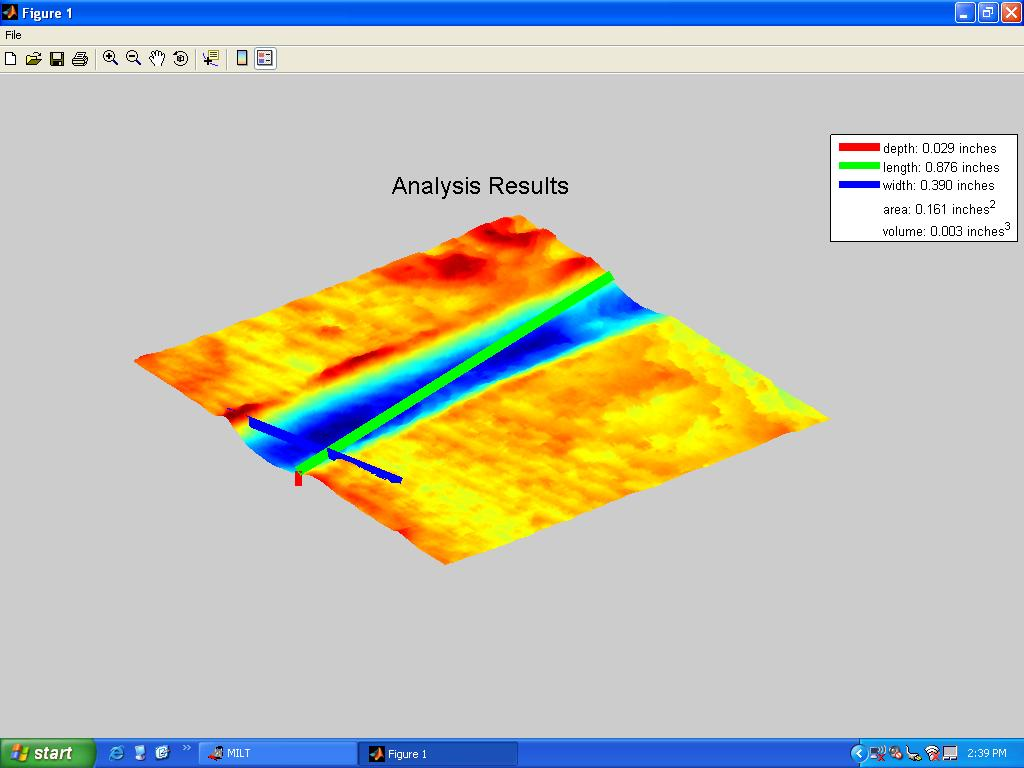 Figure 1
File
Analysis Results
depth: 0.029 inches
length: 0.876 inches
width: 0.390 inches
area: 0.161 inches2
volume: 0.003 inches3
start
MILT
Figure 1
2:39 PM